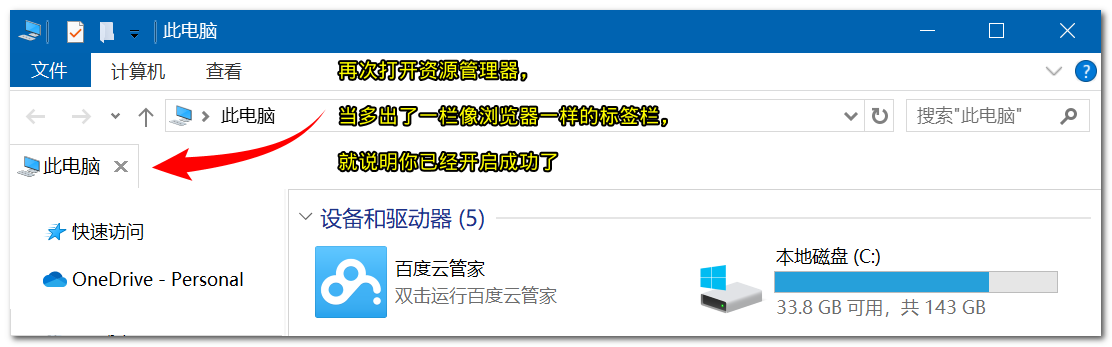 此电脑
文件 计算机 查看
再次打开资源管理器，
此电脑
当多出了一栏像浏览器一样的标签栏，
搜索"此电脑"
此电脑
就说明你已经开启成功了
快速访问
OneDrive - Personal
设备和驱动器 (5)
百度云管家
双击运行百度云管家
本地磁盘 (C:)
33.8 GB 可用，共 143 GB